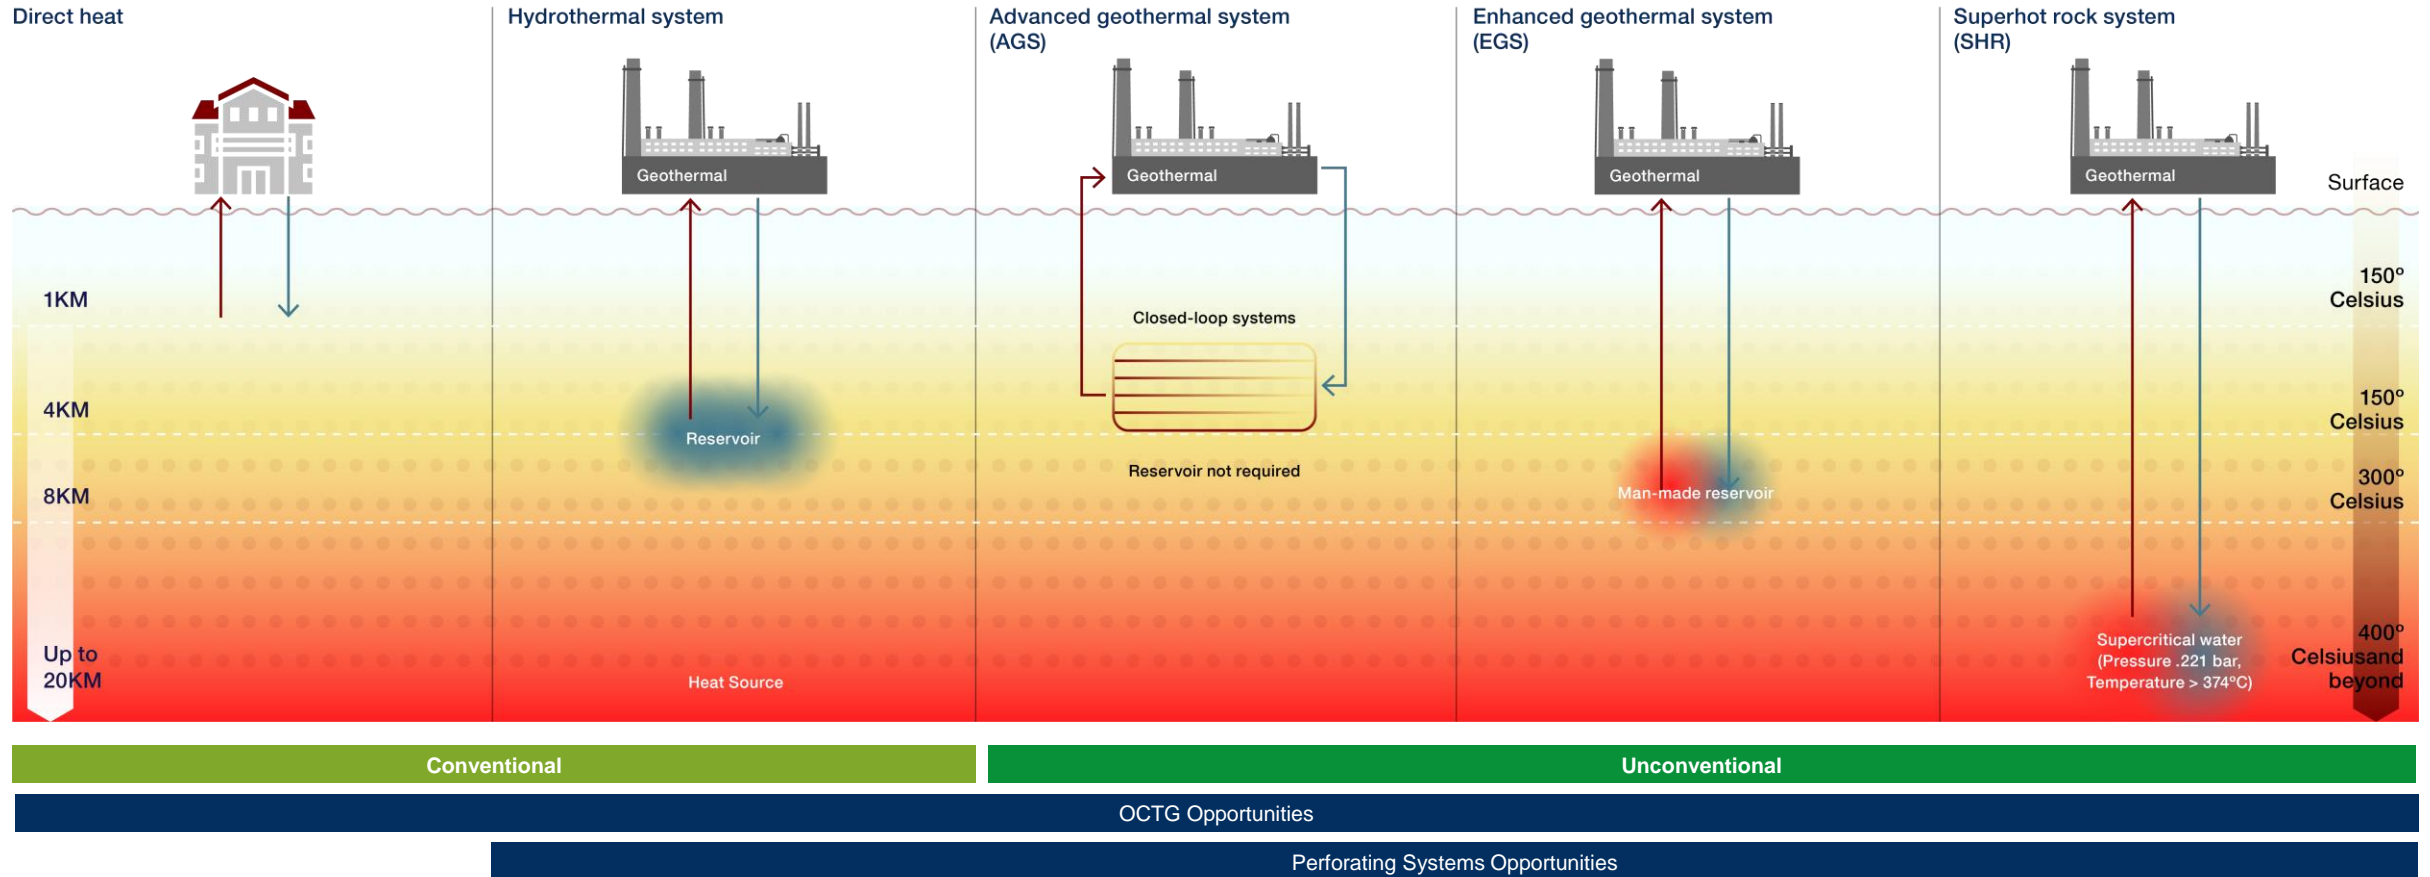 Direct heat
Hydrothermal system
Advanced geothermal system
(AGS)
Enhanced geothermal system
(EGS)
Superhot rock system
(SHR)
Geothermal
Geothermal
Geothermal
Geothermal
Surface
1KM
4KM
8KM
Up to
20KM
Reservoir
Heat Source
Closed-loop systems
Reservoir not required
Man-made reservoir
Supercritical water
(Pressure .221 bar,
Temperature > 374ºC)
150º
Celsius
150º
Celsius
300º
Celsius
400º
Celsiusand
beyond
Conventional
Unconventional
OCTG Opportunities
Perforating Systems Opportunities